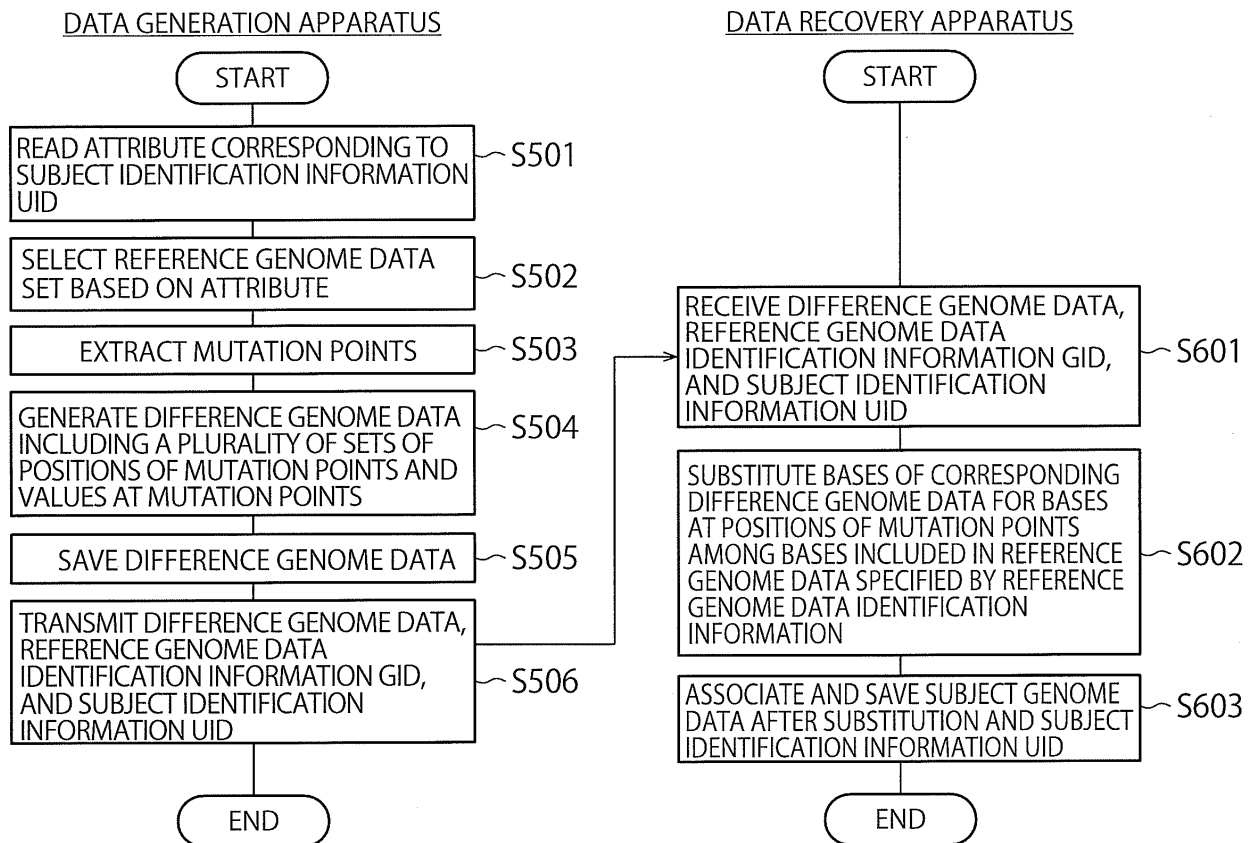 DATA GENERATION APPARATUS
START
READ ATTRIBUTE CORRESPONDING TO
SUBJECT IDENTIFICATION INFORMATION
UID
S501
SELECT REFERENCE GENOME DATA
SET BASED ON ATTRIBUTE
S502
EXTRACT MUTATION POINTS
S503
GENERATE DIFFERENCE GENOME DATA
INCLUDING A PLURALITY OF SETS OF
POSITIONS OF MUTATION POINTS AND
VALUES AT MUTATION POINTS
S504
SAVE DIFFERENCE GENOME DATA
S505
TRANSMIT DIFFERENCE GENOME DATA,
REFERENCE GENOME DATA
IDENTIFICATION INFORMATION GID,
AND SUBJECT IDENTIFICATION
INFORMATION UID
S506
END
DATA RECOVERY APPARATUS
START
RECEIVE DIFFERENCE GENOME DATA,
REFERENCE GENOME DATA
IDENTIFICATION INFORMATION GID,
AND SUBJECT IDENTIFICATION
INFORMATION UID
S601
SUBSTITUTE BASES OF CORRESPONDING
DIFFERENCE GENOME DATA FOR BASES
AT POSITIONS OF MUTATION POINTS
AMONG BASES INCLUDED IN REFERENCE
GENOME DATA SPECIFIED BY REFERENCE
GENOME DATA IDENTIFICATION
INFORMATION
S602
ASSOCIATE AND SAVE SUBJECT GENOME
DATA AFTER SUBSTITUTION AND SUBJECT
IDENTIFICATION INFORMATION UID
S603
END